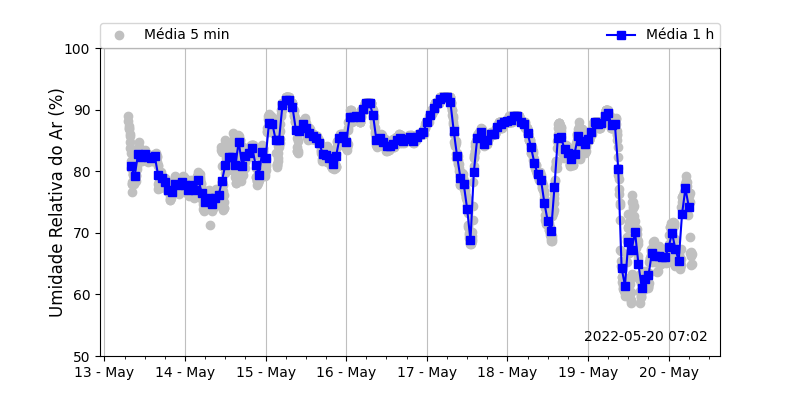 Média 5 min
Média 1 h
Umidade Relativa do Ar (%)
100
90
80
70
60
50
2022-05-20 07:02
13 - May
14 - May
15 - May
16 - May
17 - May
18 - May
19 - May
20 - May